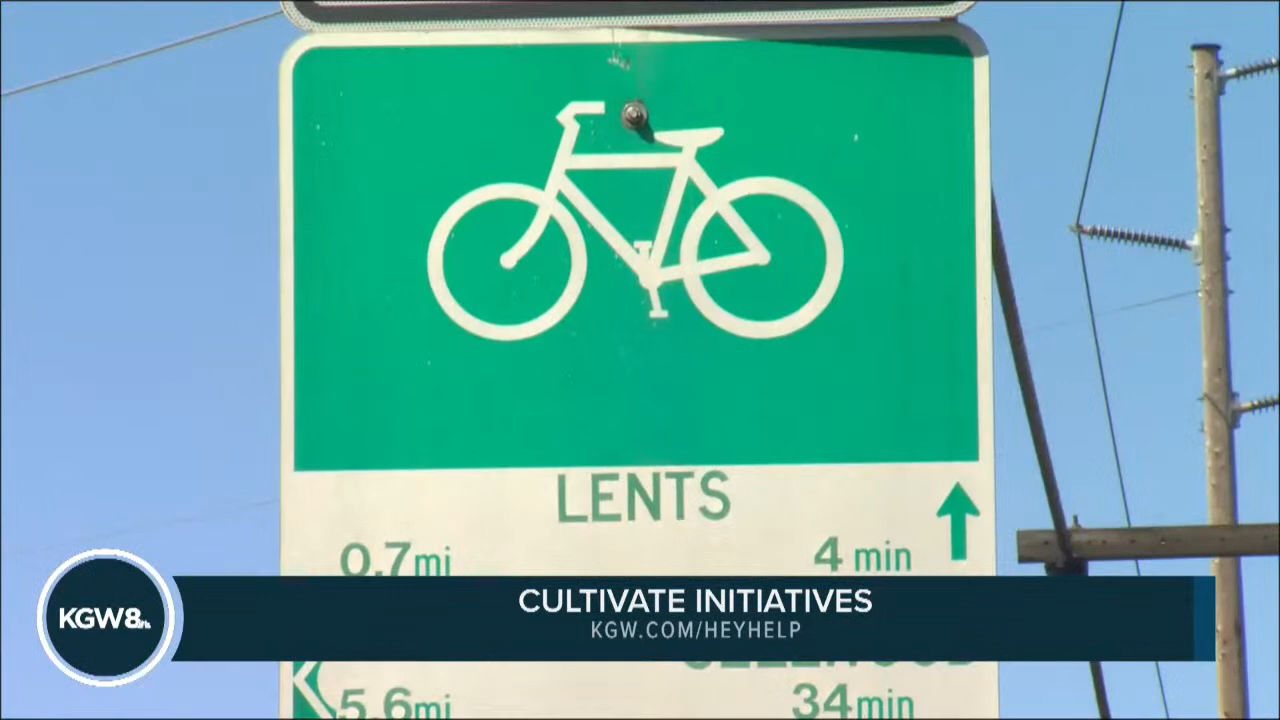 LENTS
0.7mi 4 min
KGW8
CULTIVATE INITIATIVES
KGW.COM/HEYHELP
5.6mi 34min